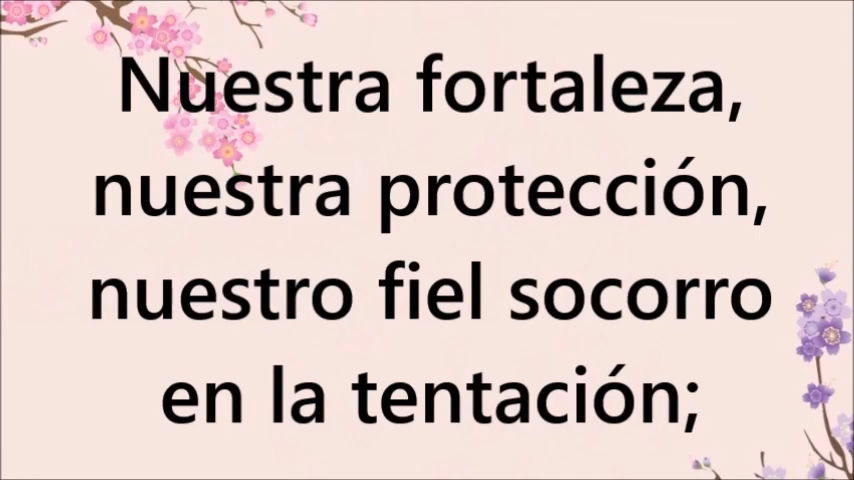 Nuestra fortaleza,
nuestra protección,
nuestro fiel socorro
en la tentación;